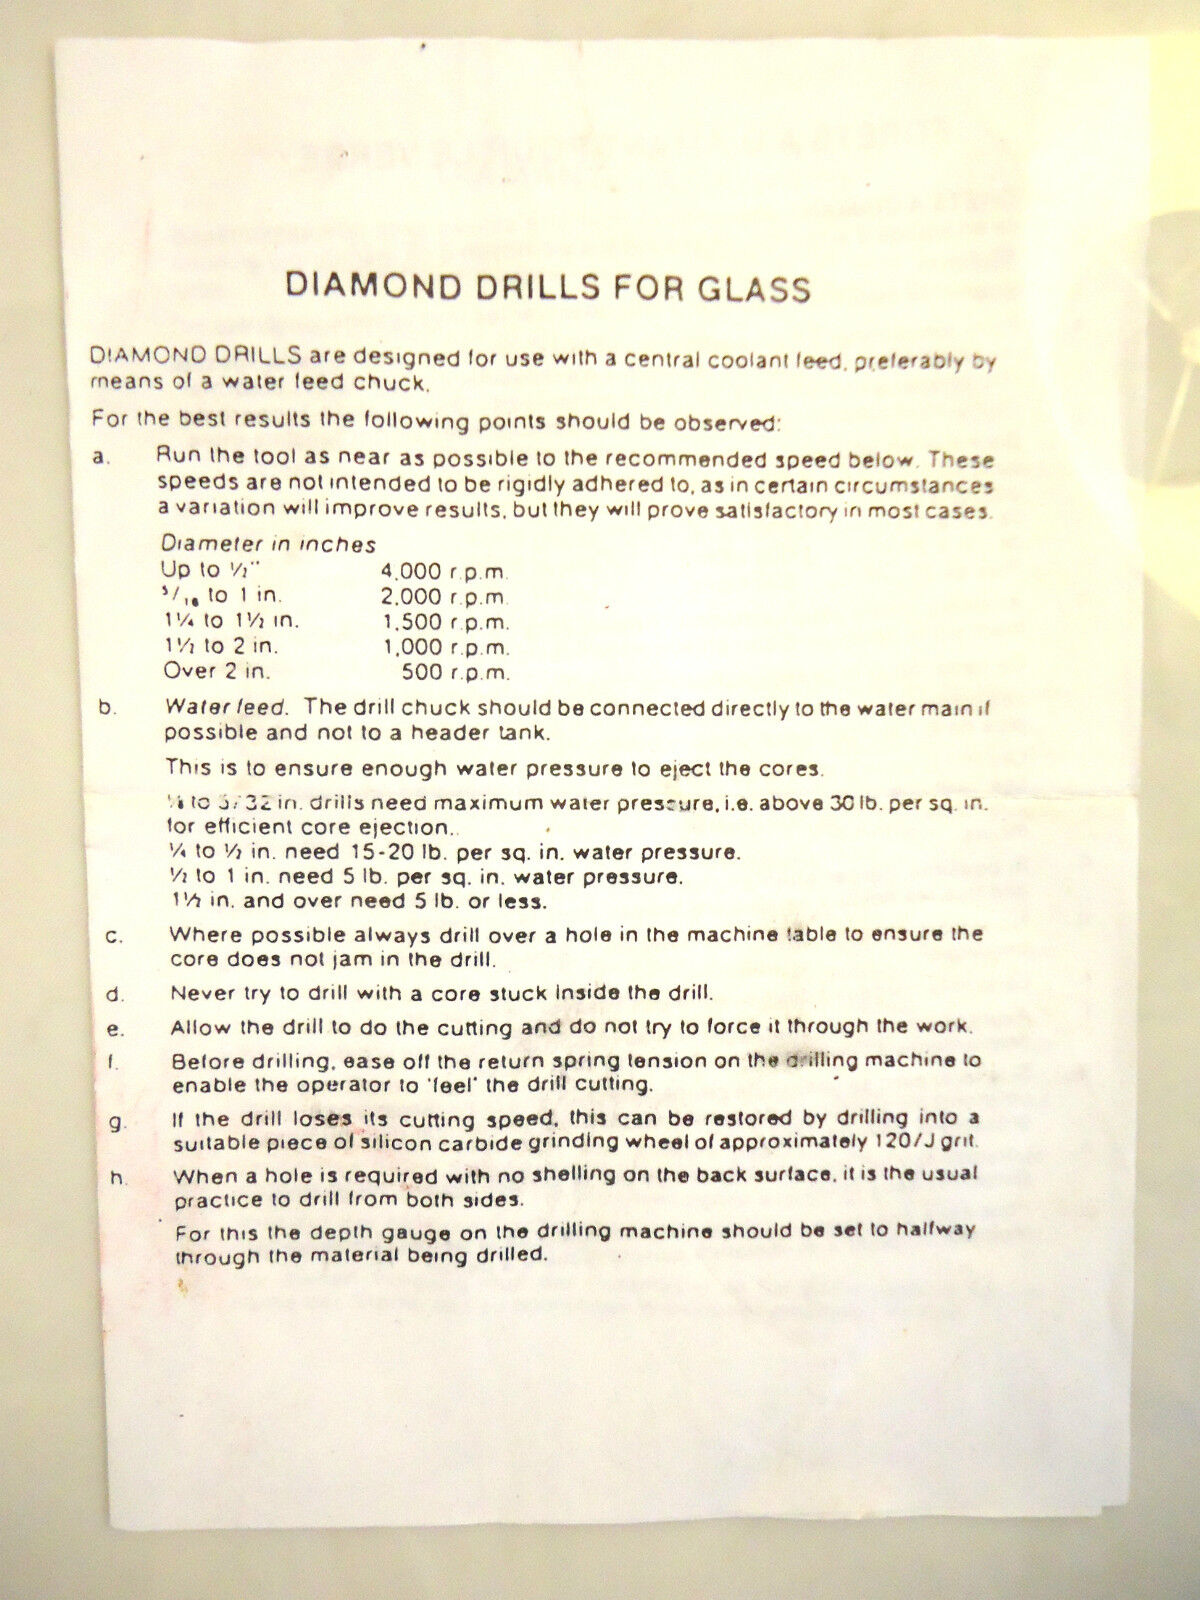 DIAMOND DRILLS FOR GLASS
DIAMOND DRILLS are designed for use with a central coolant feed, preferably by
means of a water feed chuck.
For the best results the following points should be observed:
a. Run the tool as near as possible to the recommended speed below. These
speeds are not intended to be rigidly adhered to, as in certain circumstances
a variation will improve results, but they will prove satisfactory in most cases.
Diameter in inches
Up to ½" 4,000 r.p.m.
⁵/₁₆ to 1 in. 2,000 r.p.m.
1¼ to 1½ in. 1,500 r.p.m.
1½ to 2 in. 1,000 r.p.m.
Over 2 in. 500 r.p.m.
b. Water feed. The drill chuck should be connected directly to the water main if
possible and not to a header tank.
This is to ensure enough water pressure to eject the cores.
to 3/32 in. drills need maximum water pressure, i.e. above 30 lb. per sq. in.
for efficient core ejection.
¼ to ½ in. need 15-20 lb. per sq. in. water pressure.
½ to 1 in. need 5 lb. per sq. in. water pressure.
1½ in. and over need 5 lb. or less.
c. Where possible always drill over a hole in the machine table to ensure the
core does not jam in the drill.
d. Never try to drill with a core stuck inside the drill.
e. Allow the drill to do the cutting and do not try to force it through the work.
f. Before drilling, ease off the return spring tension on the drilling machine to
enable the operator to 'feel' the drill cutting.
g. If the drill loses its cutting speed, this can be restored by drilling into a
suitable piece of silicon carbide grinding wheel of approximately 120/J grit.
h. When a hole is required with no shelling on the back surface, it is the usual
practice to drill from both sides.
For this the depth gauge on the drilling machine should be set to halfway
through the material being drilled.